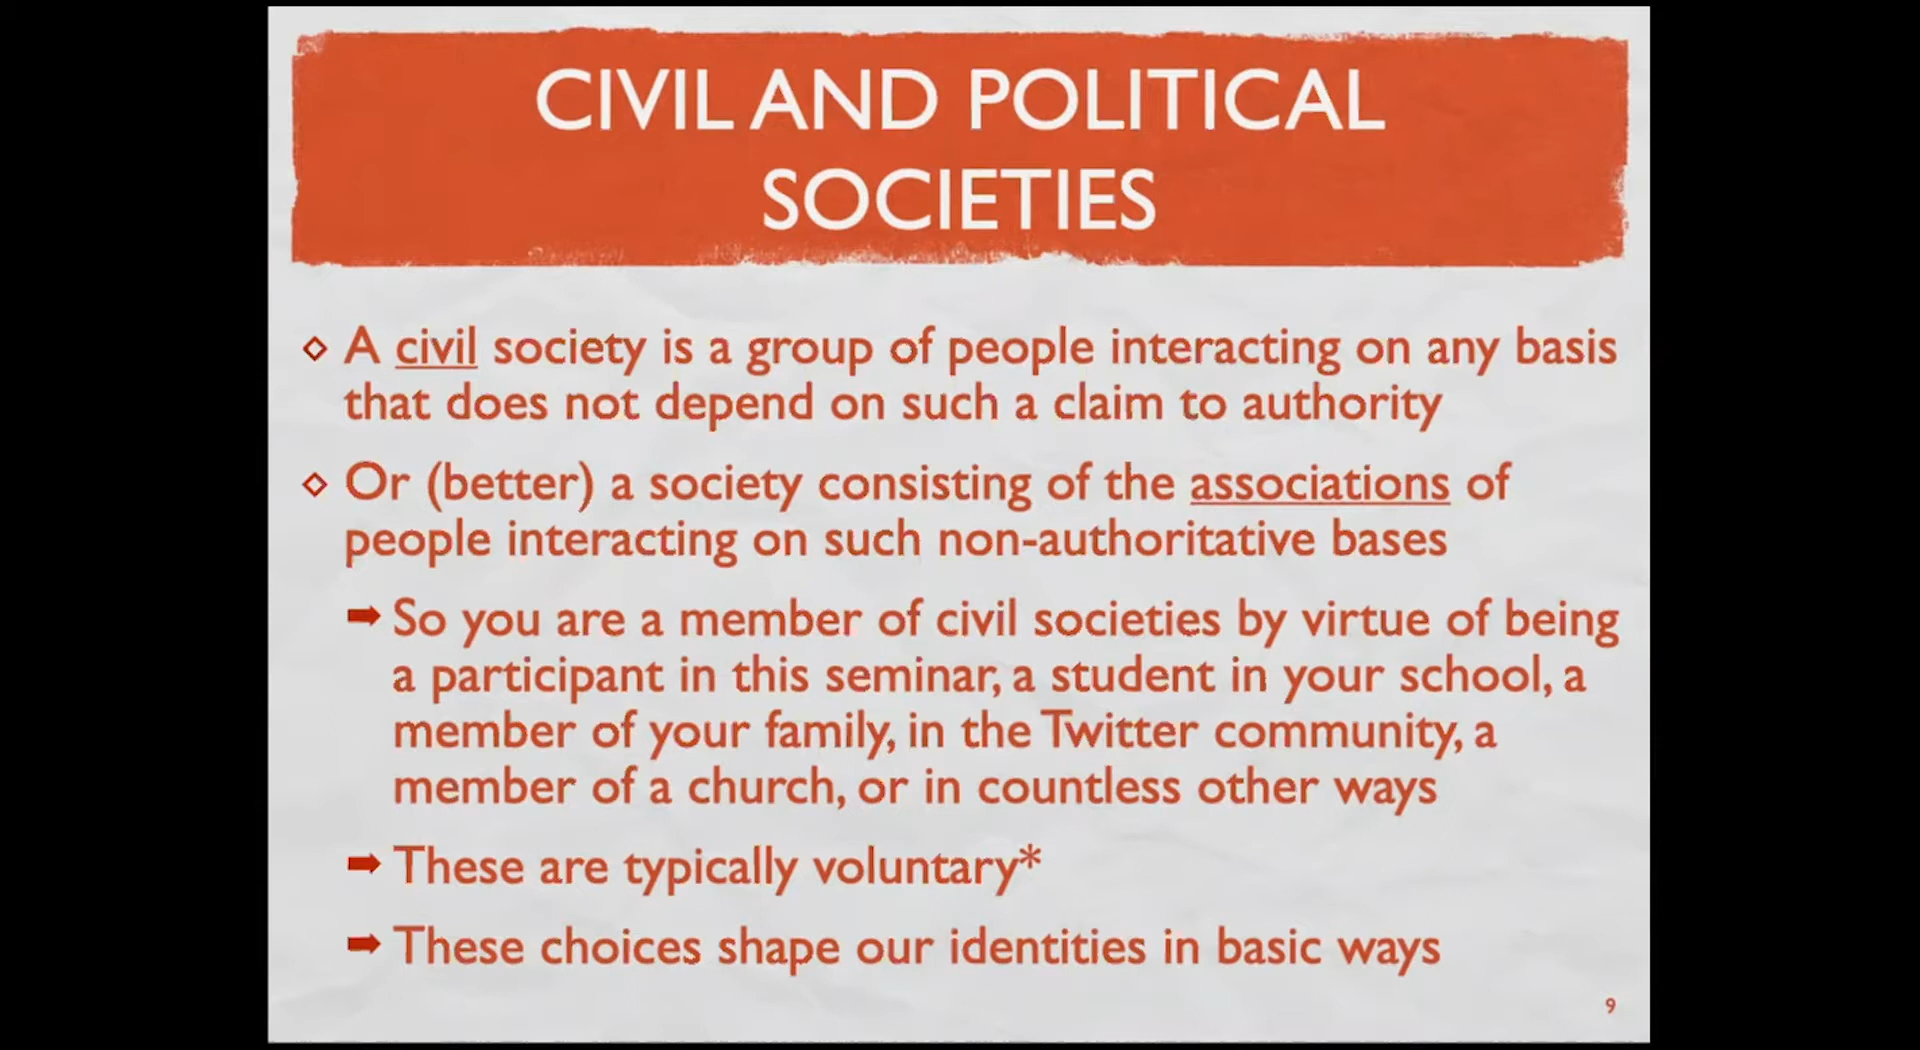 CIVIL AND POLITICAL
SOCIETIES
A civil society is a group of people interacting on any basis
that does not depend on such a claim to authority
Or (better) a society consisting of the associations of
people interacting on such non-authoritative bases
So you are a member of civil societies by virtue of being
a participant in this seminar, a student in your school, a
member of your family, in the Twitter community, a
member of a church, or in countless other ways
These are typically voluntary*
These choices shape our identities in basic ways
9